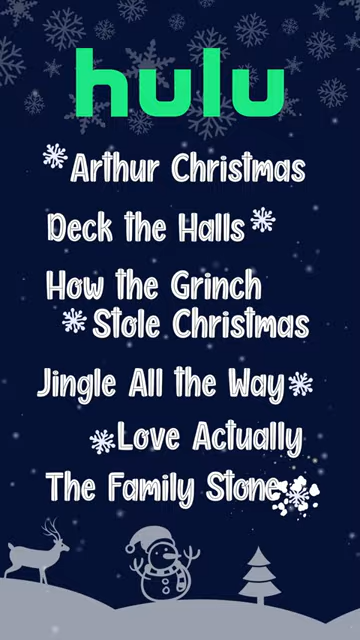 hulu
Arthur Christmas
Deck the Halls
How the Grinch
Stole Christmas
Jingle All the Way
Love Actually
The Family Stone